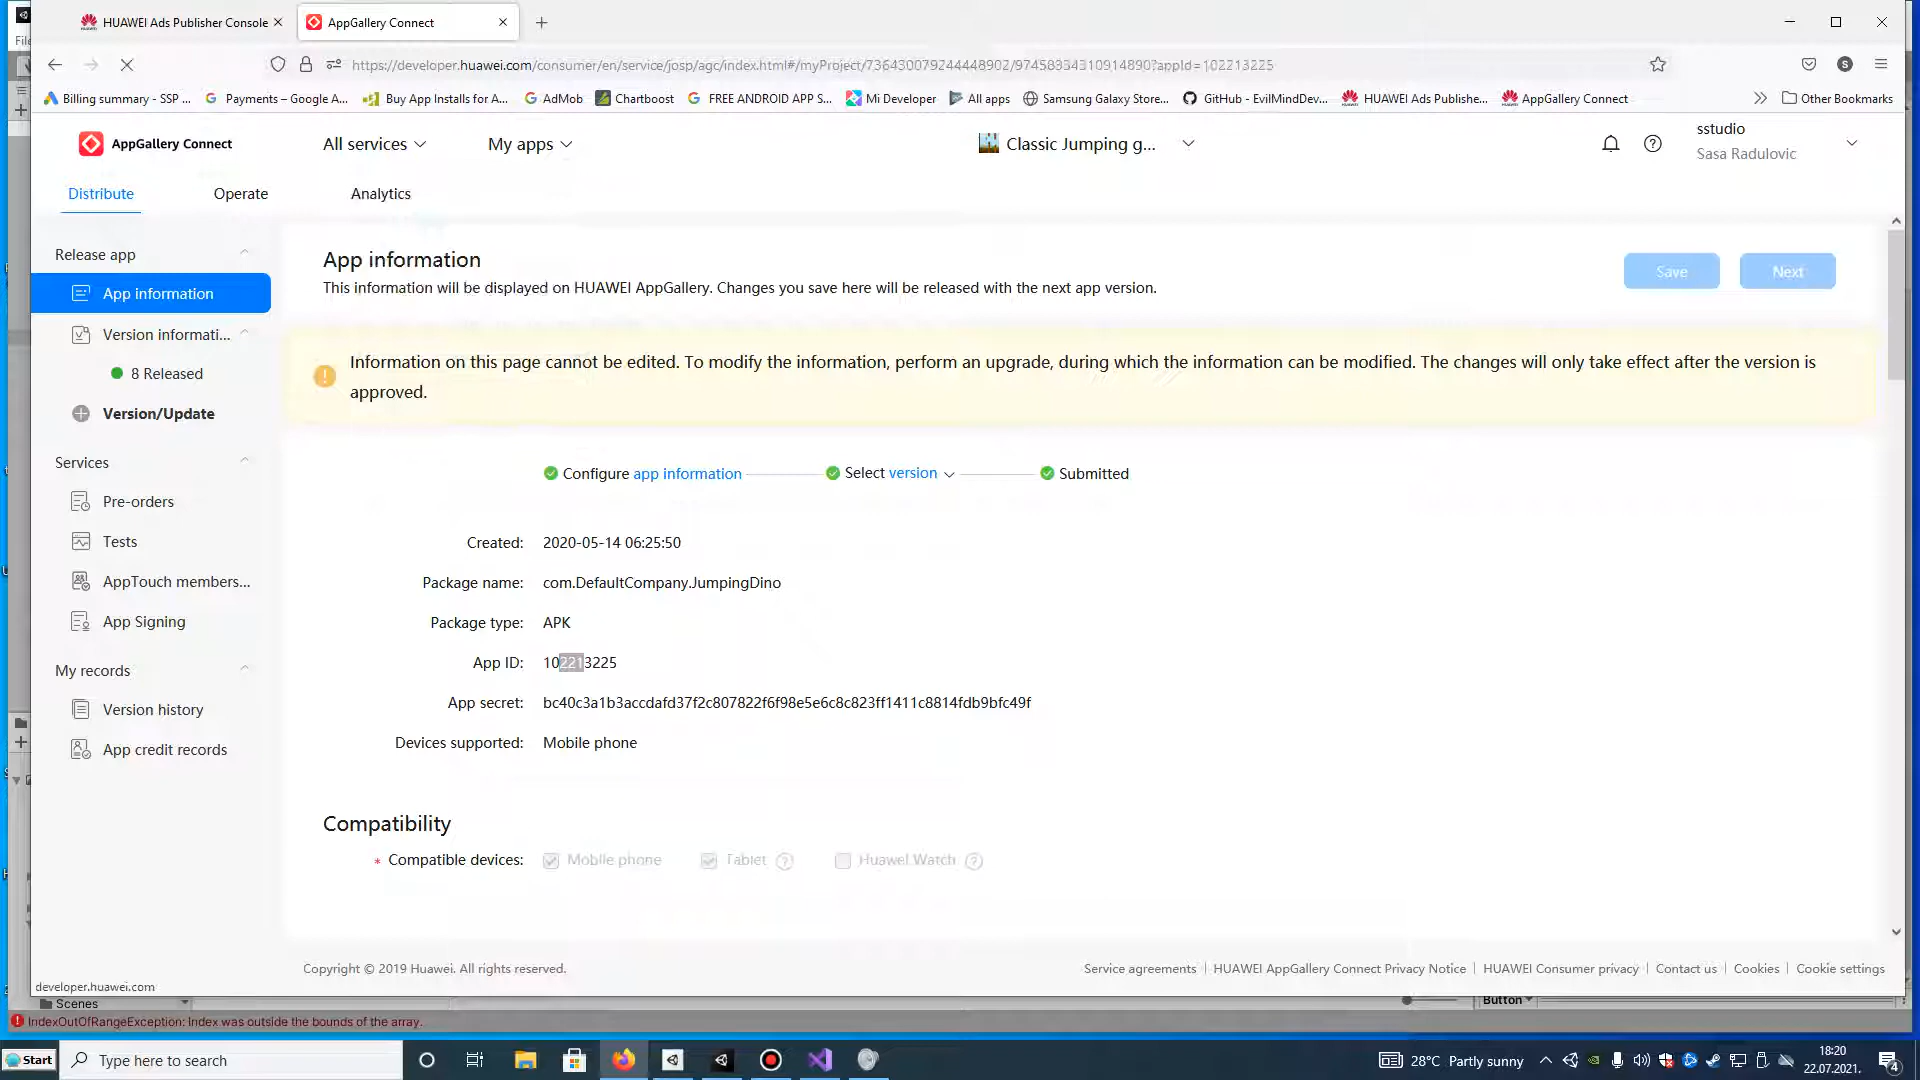 HUAWEI Ads Publisher Console
AppGallery Connect
https://developer.huawei.com/consumer/en/service/josp/agc/index.html#/myProject/736430079244448902/97458334310914890?appId=102213225
Billing summary - SSP ...
Payments – Google A...
Buy App Installs for A...
AdMob
Chartboost
FREE ANDROID APP S...
Mi Developer
All apps
Samsung Galaxy Store...
GitHub - EvilMindDev...
HUAWEI Ads Publishe...
AppGallery Connect
Other Bookmarks
AppGallery Connect
All services
My apps
Classic Jumping g...
sstudio
Sasa Radulovic
Distribute
Operate
Analytics
Release app
App information
Version informati...
8 Released
Version/Update
Services
Pre-orders
Tests
AppTouch members...
App Signing
My records
Version history
App credit records
App information
This information will be displayed on HUAWEI AppGallery. Changes you save here will be released with the next app version.
Save
Next
Information on this page cannot be edited. To modify the information, perform an upgrade, during which the information can be modified. The changes will only take effect after the version is
approved.
Configure app information
Select version
Submitted
Created: 2020-05-14 06:25:50
Package name: com.DefaultCompany.JumpingDino
Package type: APK
App ID: 102213225
App secret: bc40c3a1b3accdafd37f2c807822f6f98e5e6c8c823ff1411c8814fdb9bfc49f
Devices supported: Mobile phone
Compatibility
* Compatible devices: Mobile phone Tablet Huawei Watch
Copyright © 2019 Huawei. All rights reserved.
Service agreements
HUAWEI AppGallery Connect Privacy Notice
HUAWEI Consumer privacy
Contact us
Cookies
Cookie settings
developer.huawei.com
Scenes
Button
IndexOutOfRangeException: Index was outside the bounds of the array.
Start
Type here to search
28°C Partly sunny
18:20
22.07.2021.
4